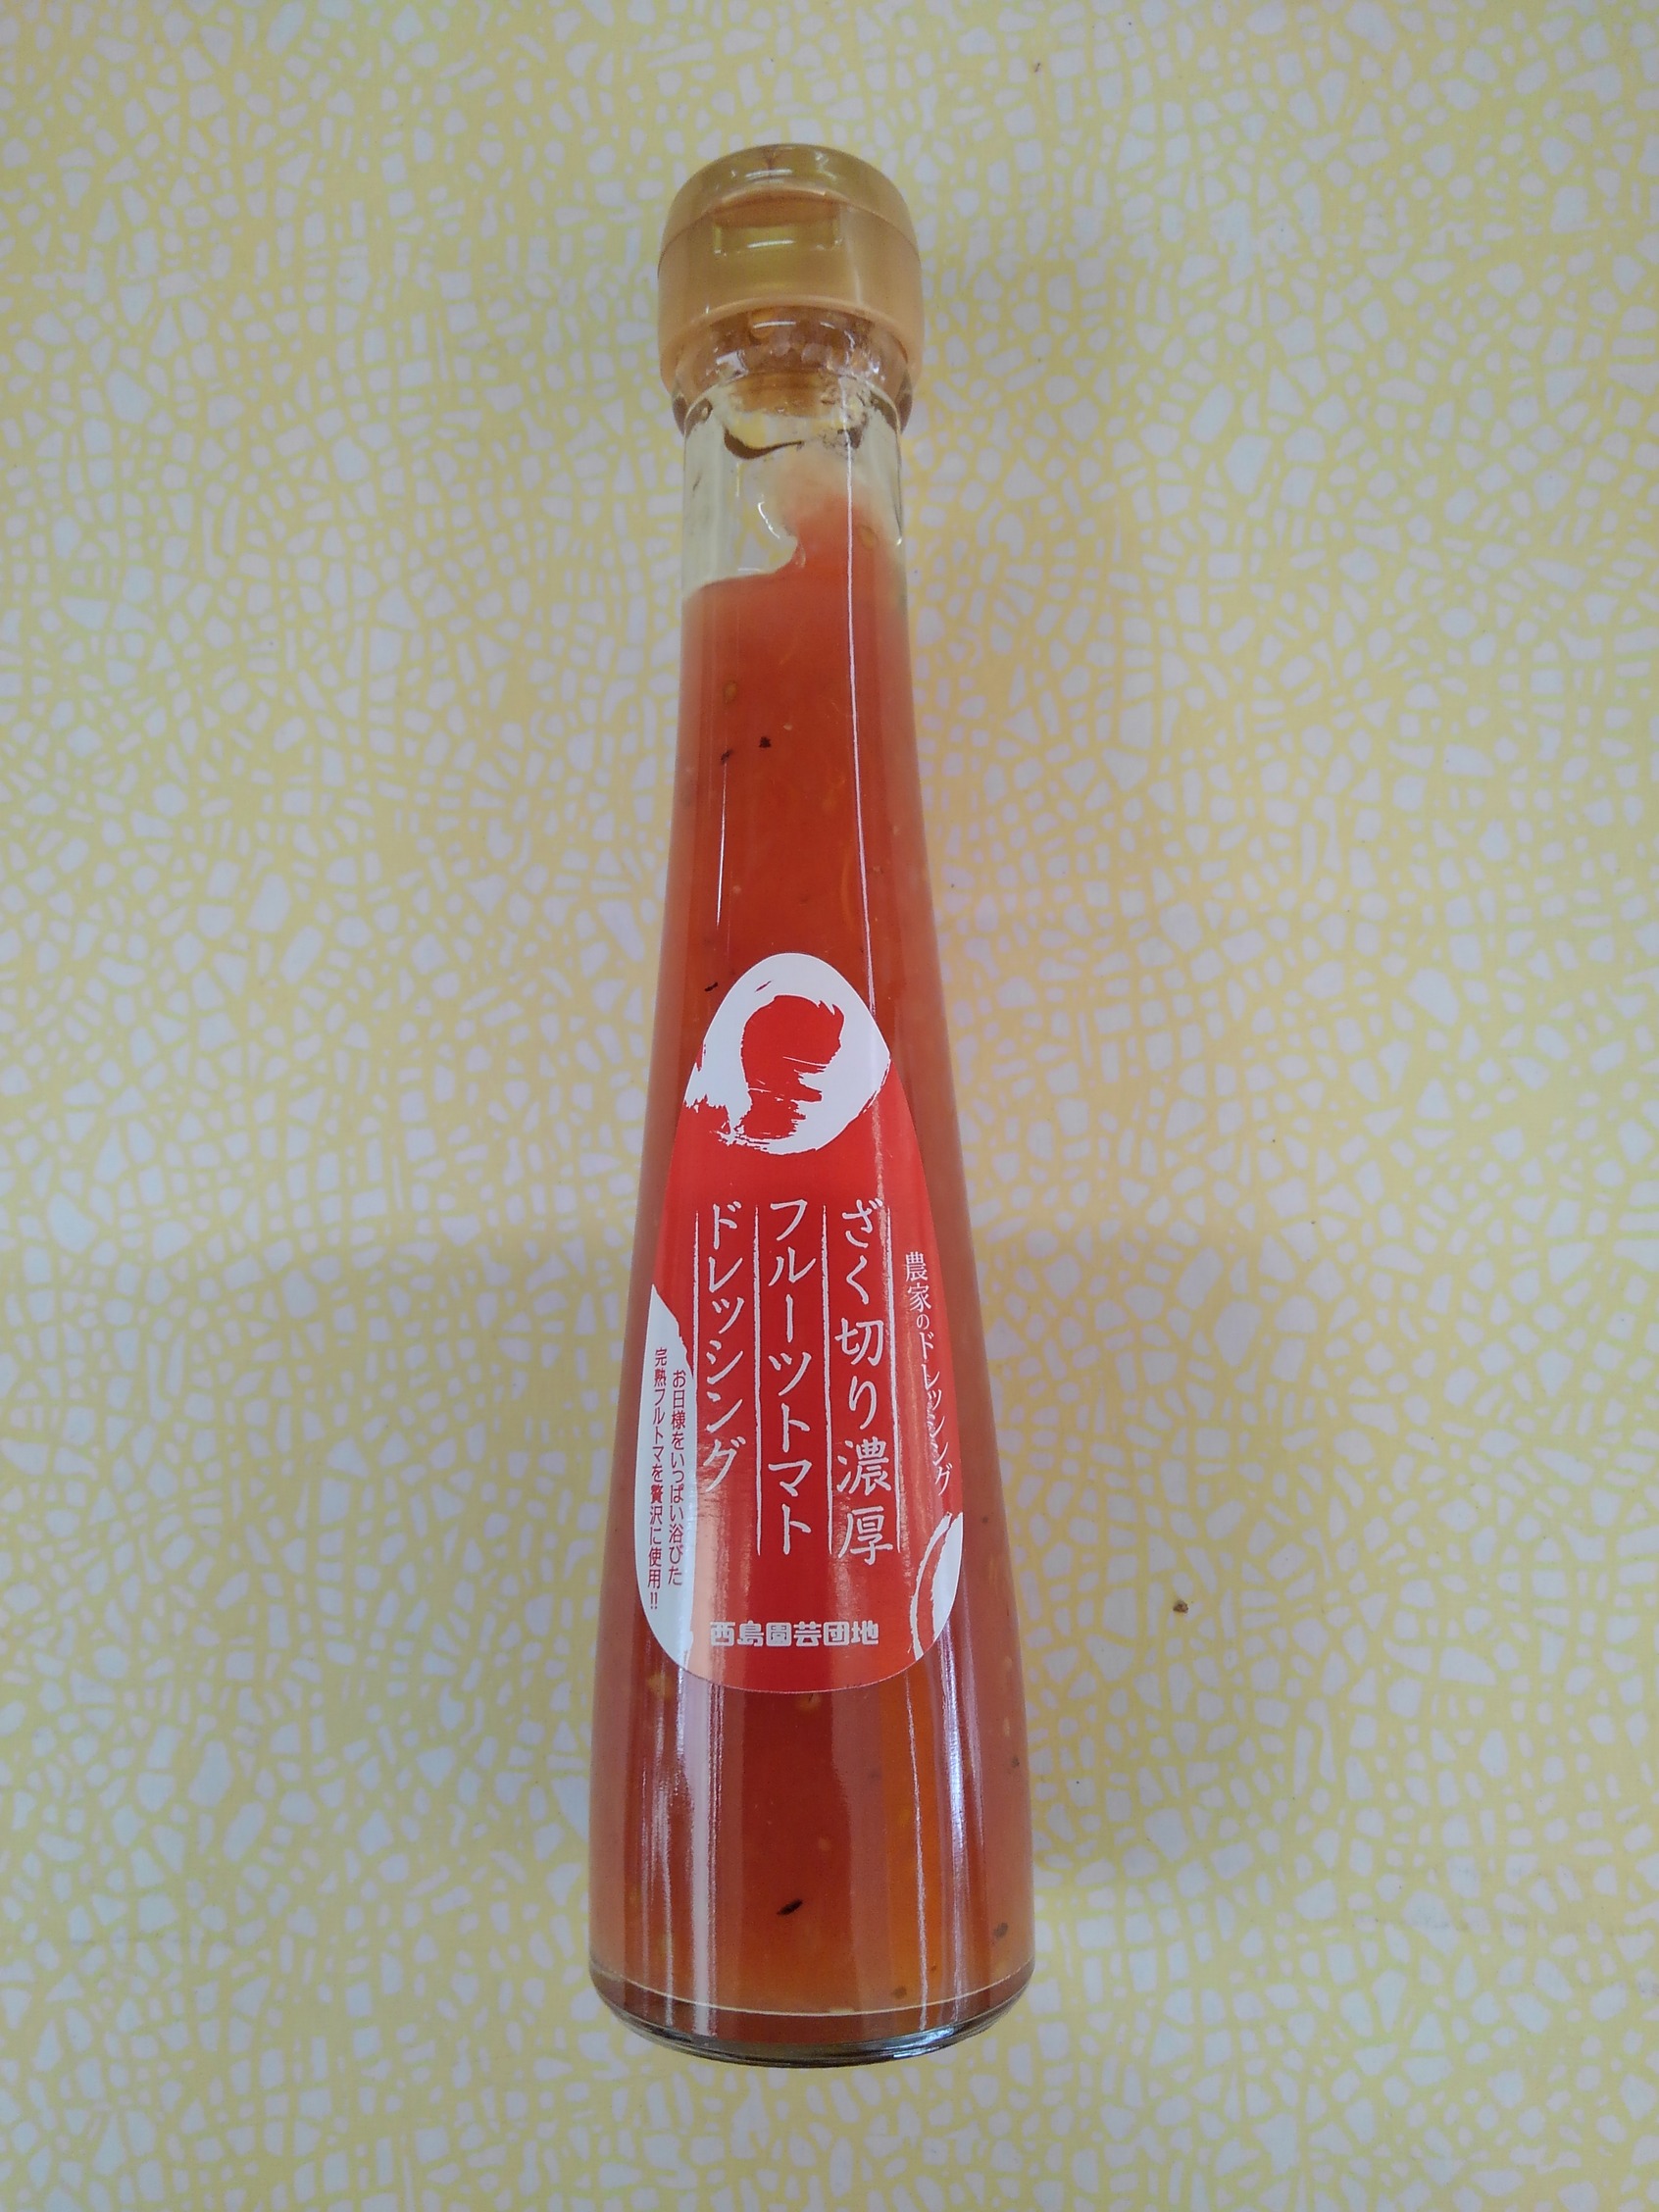 農家のドレッシング
ざく切り濃厚
フルーツトマト
ドレッシング
お日様をいっぱい浴びた
完熟フルトマを贅沢に使用!!
西島園芸団地